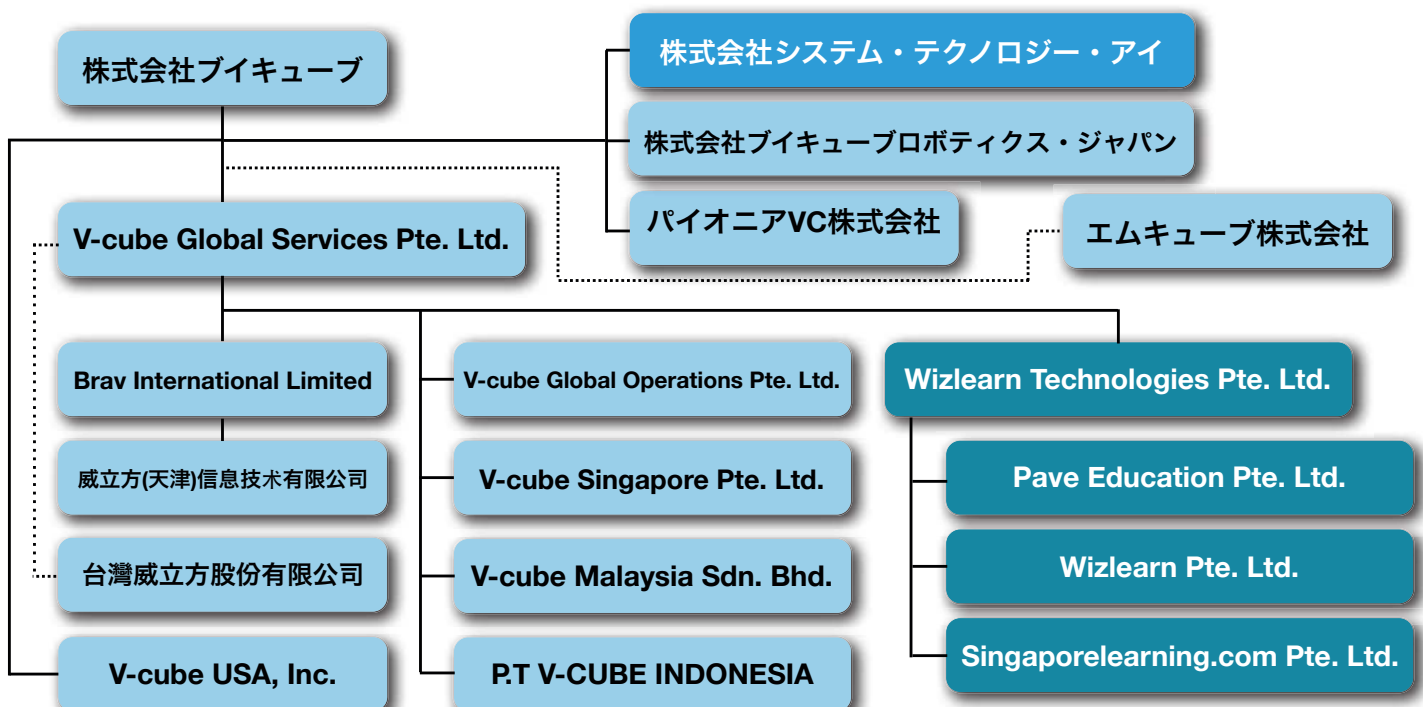 株式会社ブイキューブ
株式会社システム・テクノロジー・アイ
株式会社ブイキューブロボティクス・ジャパン
V-cube Global Services Pte. Ltd.
パイオニアVC株式会社
エムキューブ株式会社
Brav International Limited
V-cube Global Operations Pte. Ltd.
Wizlearn Technologies Pte. Ltd.
威立方(天津)信息技术有限公司
V-cube Singapore Pte. Ltd.
Pave Education Pte. Ltd.
台灣威立方股份有限公司
V-cube Malaysia Sdn. Bhd.
Wizlearn Pte. Ltd.
V-cube USA, Inc.
P.T V-CUBE INDONESIA
Singaporelearning.com Pte. Ltd.